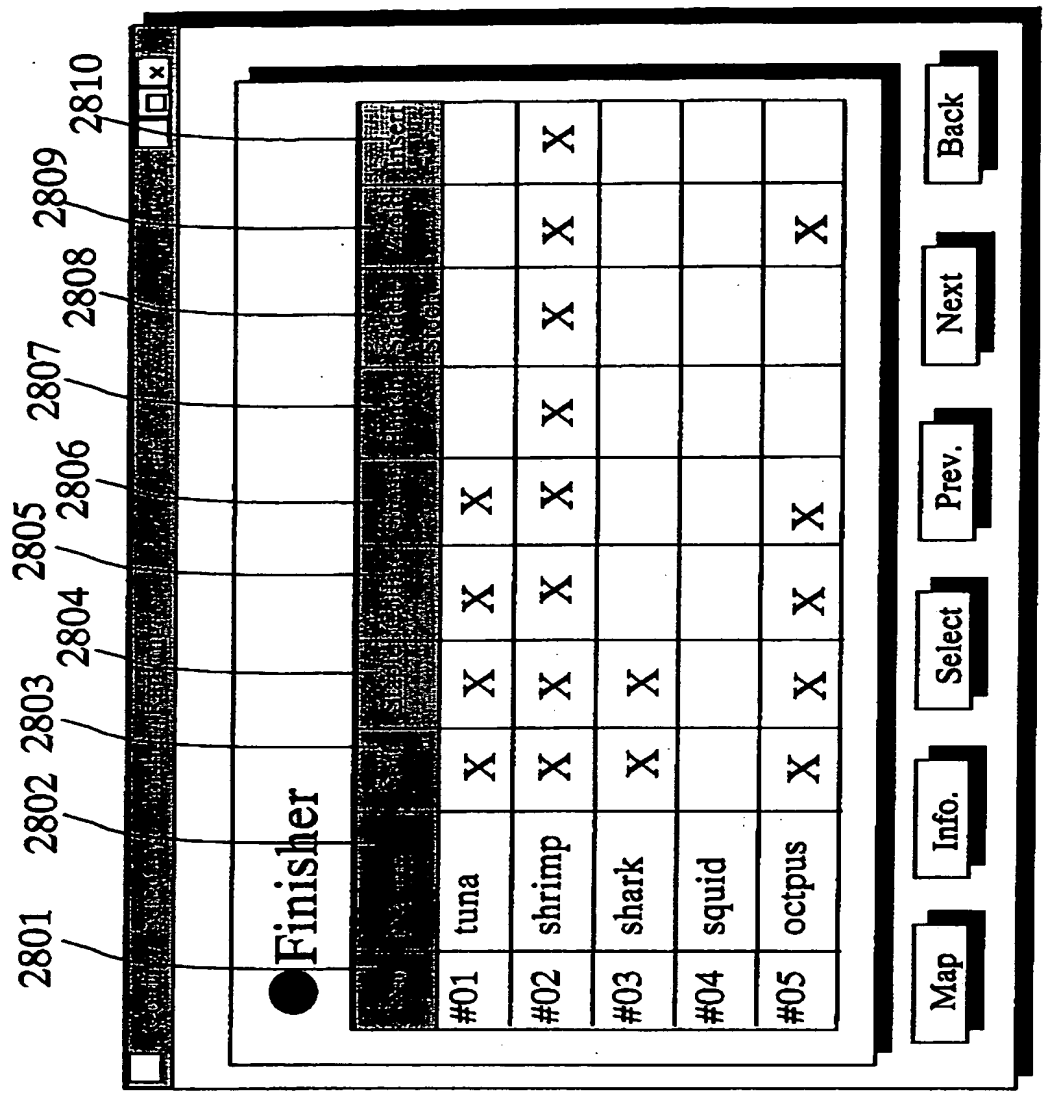 2801 2802 2803 2804 2805 2806 2807 2808 2809 2810
x
Finisher
Insert
#01 tuna X X X X
#02 shrimp X X X X X X X X
#03 shark X X
#04 squid
#05 octpus X X X X X
Map Info. Select Prev. Next Back